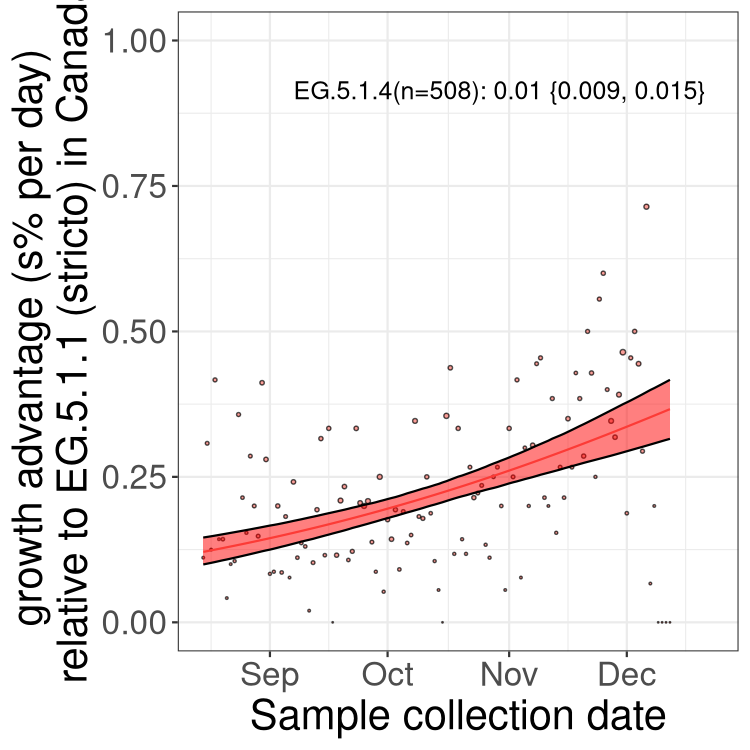 growth advantage (s% per day)
relative to EG.5.1.1 (stricto) in Canada
1.00
0.75
0.50
0.25
0.00
EG.5.1.4(n=508): 0.01 {0.009, 0.015}
Sep Oct Nov Dec
Sample collection date